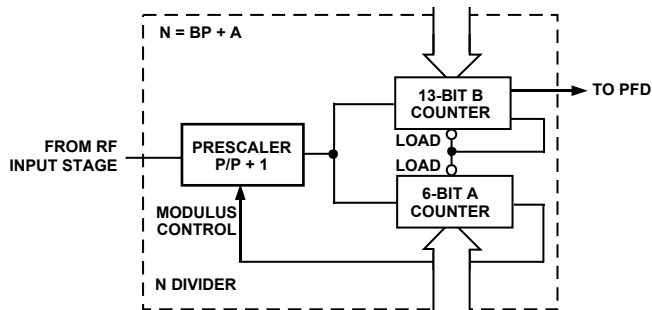 N = BP + A
13-BIT B
COUNTER
TO PFD
LOAD
LOAD
FROM RF
INPUT STAGE
PRESCALER
P/P + 1
6-BIT A
COUNTER
MODULUS
CONTROL
N DIVIDER